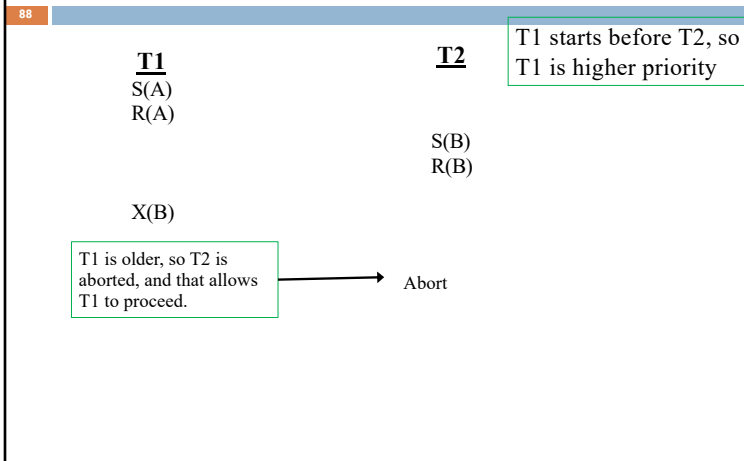 88
T1 starts before T2, so
T1 is higher priority
T1
T2
S(A)
R(A)
S(B)
R(B)
X(B)
T1 is older, so T2 is
aborted, and that allows
T1 to proceed.
Abort